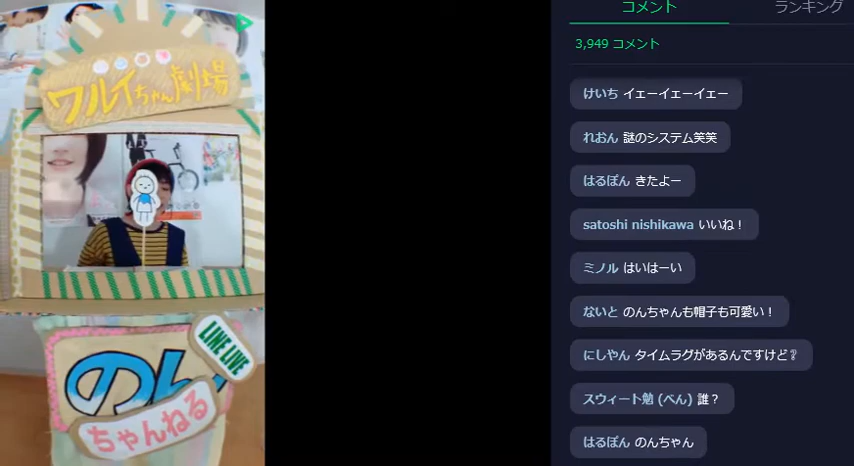 ワルイちゃん劇場
LINE LIVE
のん
ちゃんねる
コメント
ランキング
3,949 コメント
けいち イェーイェーイェー
れおん 謎のシステム笑笑
はるぽん きたよー
satoshi nishikawa いいね！
ミノル はいはーい
ないと のんちゃんも帽子も可愛い！
にしやん タイムラグがあるんですけど⁇
スウィート勉 (べん) 誰？
はるぽん のんちゃん